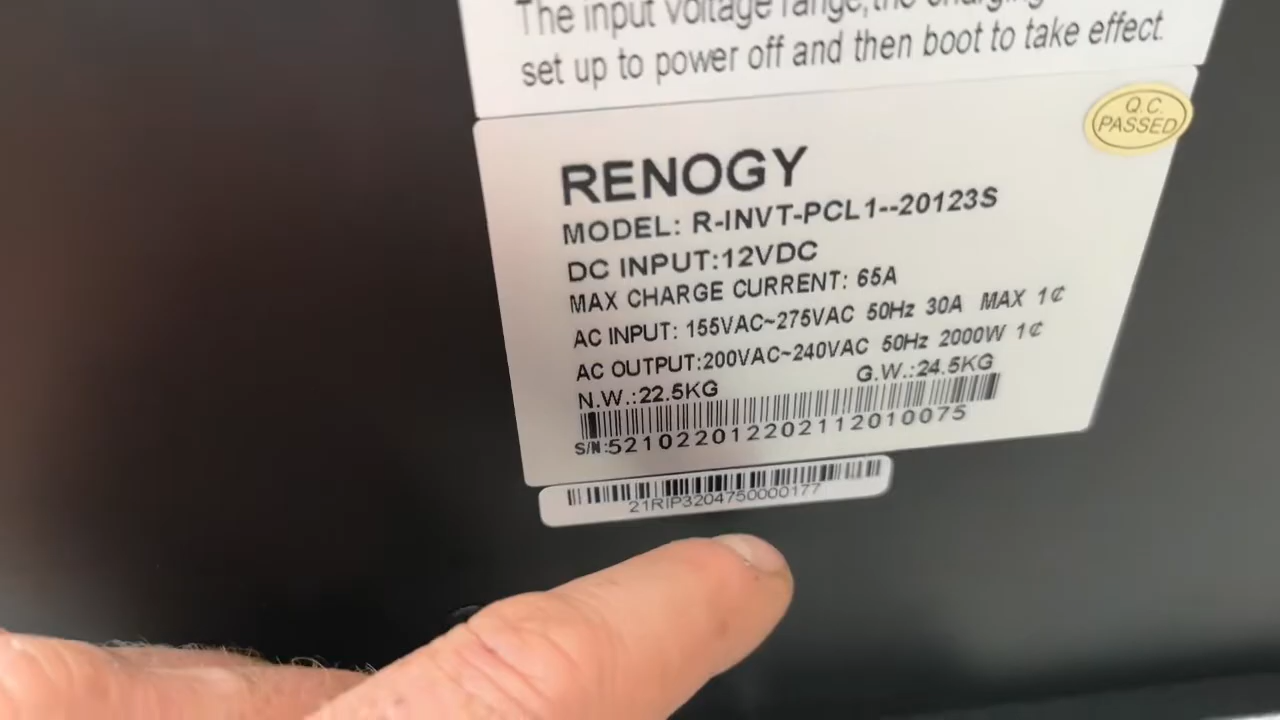 The input voltage range,the charging
set up to power off and then boot to take effect.
Q.C.
PASSED
RENOGY
MODEL: R-INVT-PCL1--20123S
DC INPUT:12VDC
MAX CHARGE CURRENT: 65A
AC INPUT: 155VAC~275VAC 50Hz 30A MAX 1¢
AC OUTPUT:200VAC~240VAC 50Hz 2000W 1¢
N.W.:22.5KG G.W.:24.5KG
S/N:521022012202112010075
21RIP3204750000177